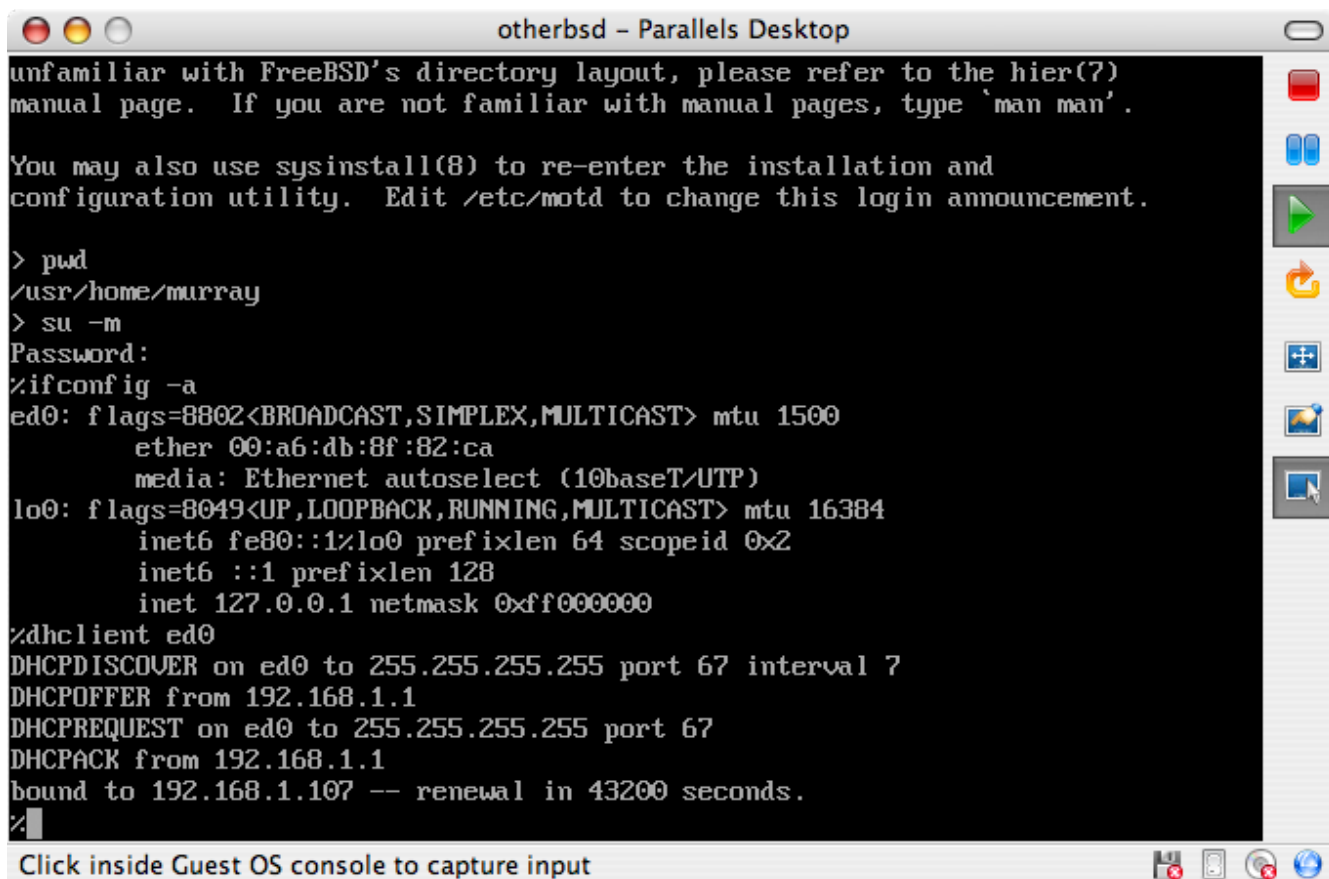 otherbsd – Parallels Desktop
unfamiliar with FreeBSD's directory layout, please refer to the hier(7)
manual page.  If you are not familiar with manual pages, type `man man'.
You may also use sysinstall(8) to re-enter the installation and
configuration utility.  Edit /etc/motd to change this login announcement.
> pwd
/usr/home/murray
> su -m
Password:
%ifconfig -a
ed0: flags=8802<BROADCAST,SIMPLEX,MULTICAST> mtu 1500
        ether 00:a6:db:8f:82:ca
        media: Ethernet autoselect (10baseT/UTP)
lo0: flags=8049<UP,LOOPBACK,RUNNING,MULTICAST> mtu 16384
        inet6 fe80::1%lo0 prefixlen 64 scopeid 0x2
        inet6 ::1 prefixlen 128
        inet 127.0.0.1 netmask 0xff000000
%dhclient ed0
DHCPDISCOVER on ed0 to 255.255.255.255 port 67 interval 7
DHCPOFFER from 192.168.1.1
DHCPREQUEST on ed0 to 255.255.255.255 port 67
DHCPACK from 192.168.1.1
bound to 192.168.1.107 -- renewal in 43200 seconds.
%
Click inside Guest OS console to capture input